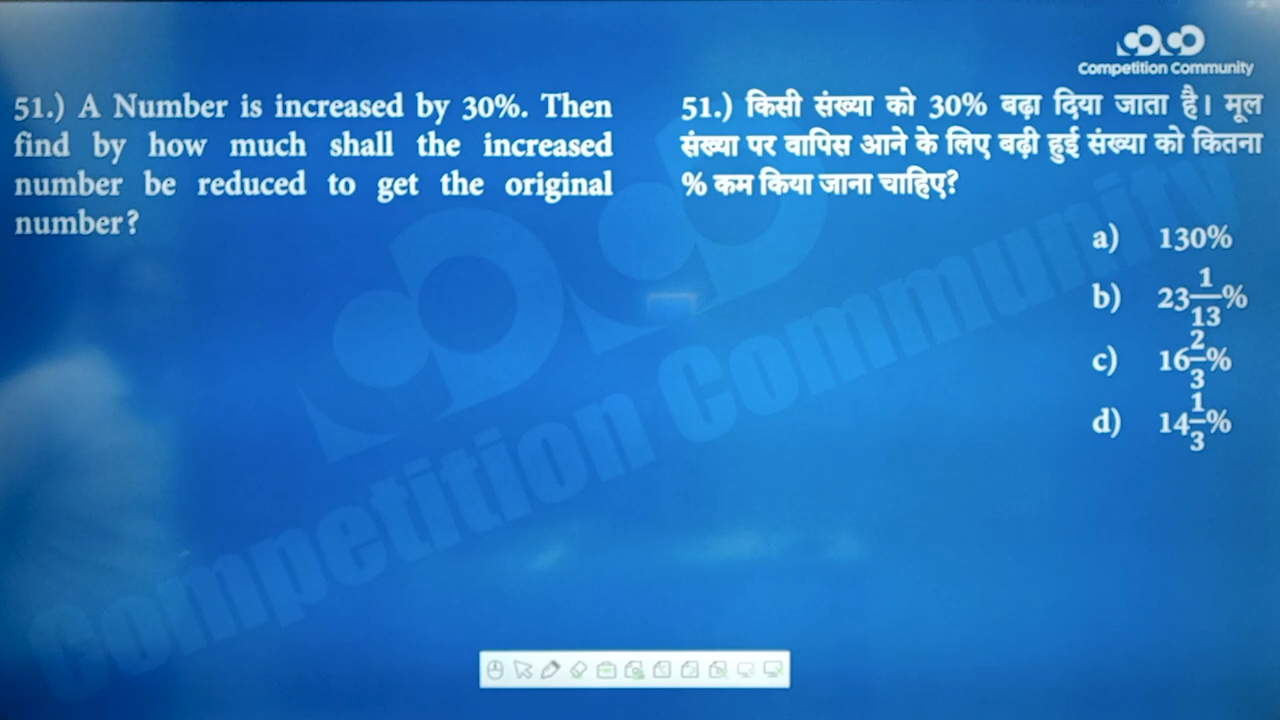 Competition Community
51.) A Number is increased by 30%. Then
find by how much shall the increased
number be reduced to get the original
number?
51.) किसी संख्या को 30% बढ़ा दिया जाता है। मूल
संख्या पर वापिस आने के लिए बढ़ी हुई संख्या को कितना
% कम किया जाना चाहिए?
a) 130%
b) 23 1/13%
c) 16 2/3%
d) 14 1/3%
Competition Community